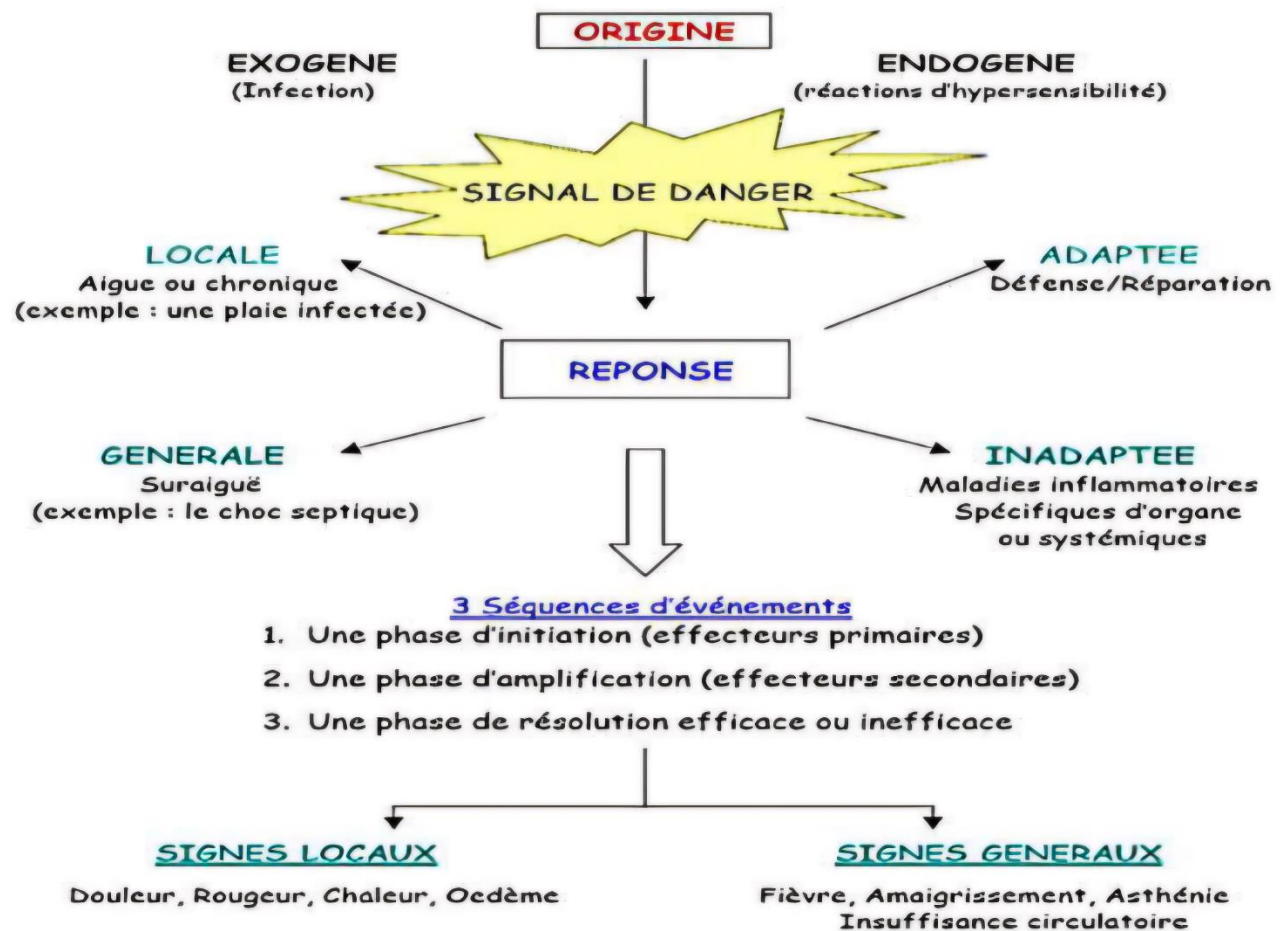 ORIGINE
EXOGENE
(Infection)
ENDOGENE
(réactions d'hypersensibilité)
SIGNAL DE DANGER
LOCALE
Aigue ou chronique
(exemple : une plaie infectée)
ADAPTEE
Défense/Réparation
REPONSE
GENERALE
Suraiguë
(exemple : le choc septique)
INADAPTEE
Maladies inflammatoires
Spécifiques d'organe
ou systémiques
3 Séquences d'événements
1. Une phase d'initiation (effecteurs primaires)
2. Une phase d'amplification (effecteurs secondaires)
3. Une phase de résolution efficace ou inefficace
SIGNES LOCAUX
Douleur, Rougeur, Chaleur, Oedème
SIGNES GENERAUX
Fièvre, Amaigrissement, Asthénie
Insuffisance circulatoire